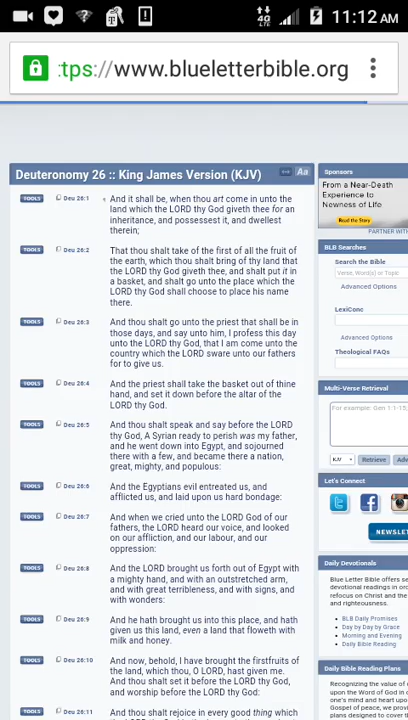 4G
LTE
11:12 AM
:tps://www.blueletterbible.org
Deuteronomy 26 :: King James Version (KJV)
Aa
TOOLS Deu 26:1 ¶ And it shall be, when thou art come in unto the
land which the LORD thy God giveth thee for an
inheritance, and possessest it, and dwellest
therein;
TOOLS Deu 26:2 That thou shalt take of the first of all the fruit of
the earth, which thou shalt bring of thy land that
the LORD thy God giveth thee, and shalt put it in
a basket, and shalt go unto the place which the
LORD thy God shall choose to place his name
there.
TOOLS Deu 26:3 And thou shalt go unto the priest that shall be in
those days, and say unto him, I profess this day
unto the LORD thy God, that I am come unto the
country which the LORD sware unto our fathers
for to give us.
TOOLS Deu 26:4 And the priest shall take the basket out of thine
hand, and set it down before the altar of the
LORD thy God.
TOOLS Deu 26:5 And thou shalt speak and say before the LORD
thy God, A Syrian ready to perish was my father,
and he went down into Egypt, and sojourned
there with a few, and became there a nation,
great, mighty, and populous:
TOOLS Deu 26:6 And the Egyptians evil entreated us, and
afflicted us, and laid upon us hard bondage:
TOOLS Deu 26:7 And when we cried unto the LORD God of our
fathers, the LORD heard our voice, and looked
on our affliction, and our labour, and our
oppression:
TOOLS Deu 26:8 And the LORD brought us forth out of Egypt with
a mighty hand, and with an outstretched arm,
and with great terribleness, and with signs, and
with wonders:
TOOLS Deu 26:9 And he hath brought us into this place, and hath
given us this land, even a land that floweth with
milk and honey.
TOOLS Deu 26:10 And now, behold, I have brought the firstfruits of
the land, which thou, O LORD, hast given me.
And thou shalt set it before the LORD thy God,
and worship before the LORD thy God:
TOOLS Deu 26:11 And thou shalt rejoice in every good thing which
Sponsors
From a Near-Death
Experience to
Newness of Life
Read the Story
PARTNER WIT
BLB Searches
Search the Bible
Verse, Word(s) or Topic
Advanced Options
LexiConc
Advanced Options
Theological FAQs
Multi-Verse Retrieval
For example: Gen 1:1-15;
KJV Retrieve Adv
Let's Connect
NEWSLET
Daily Devotionals
Blue Letter Bible offers se
devotional readings in ord
refocus on Christ and the
and righteousness.
BLB Daily Promises
Day by Day by Grace
Morning and Evening
Daily Bible Reading
Daily Bible Reading Plans
Recognizing the value of c
upon the Word of God in o
one's mind and heart upon
Gospel of peace, we provi